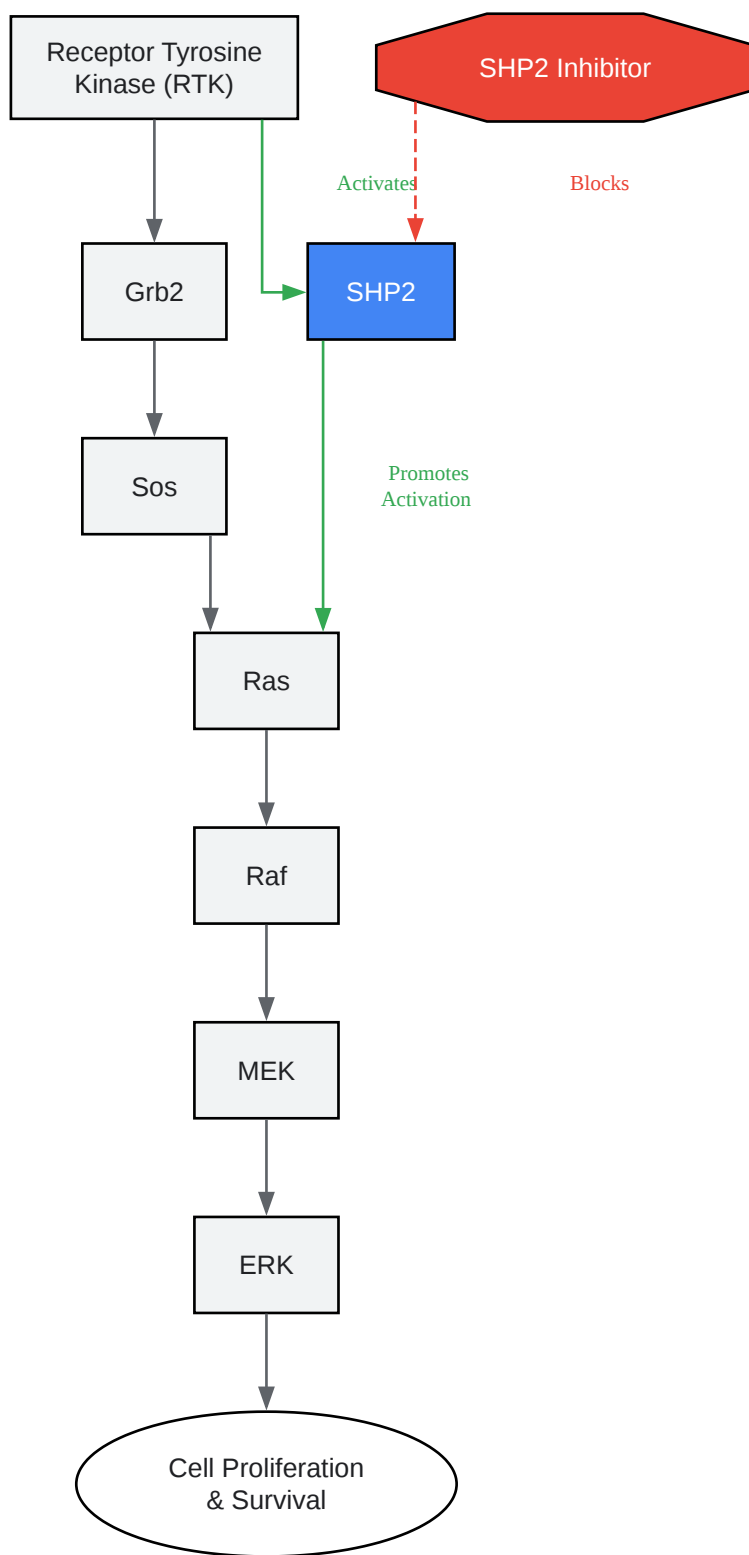 Receptor Tyrosine
Kinase (RTK)
SHP2 Inhibitor
Activates
Blocks
Grb2
SHP2
Sos
Promotes
Activation
Ras
Raf
MEK
ERK
Cell Proliferation
& Survival